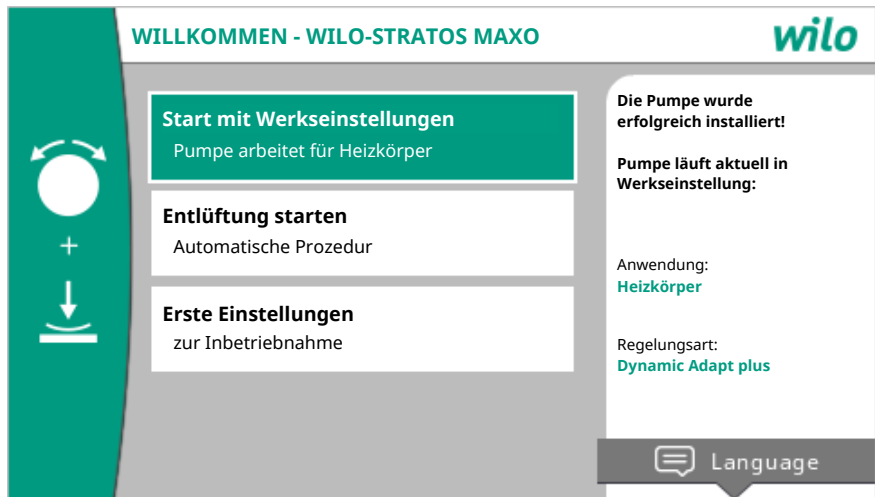 WILLKOMMEN - WILO-STRATOS MAXO
wilo
Start mit Werkseinstellungen
Pumpe arbeitet für Heizkörper
Entlüftung starten
Automatische Prozedur
Erste Einstellungen
zur Inbetriebnahme
+
Die Pumpe wurde
erfolgreich installiert!
Pumpe läuft aktuell in
Werkseinstellung:
Anwendung:
Heizkörper
Regelungsart:
Dynamic Adapt plus
Language